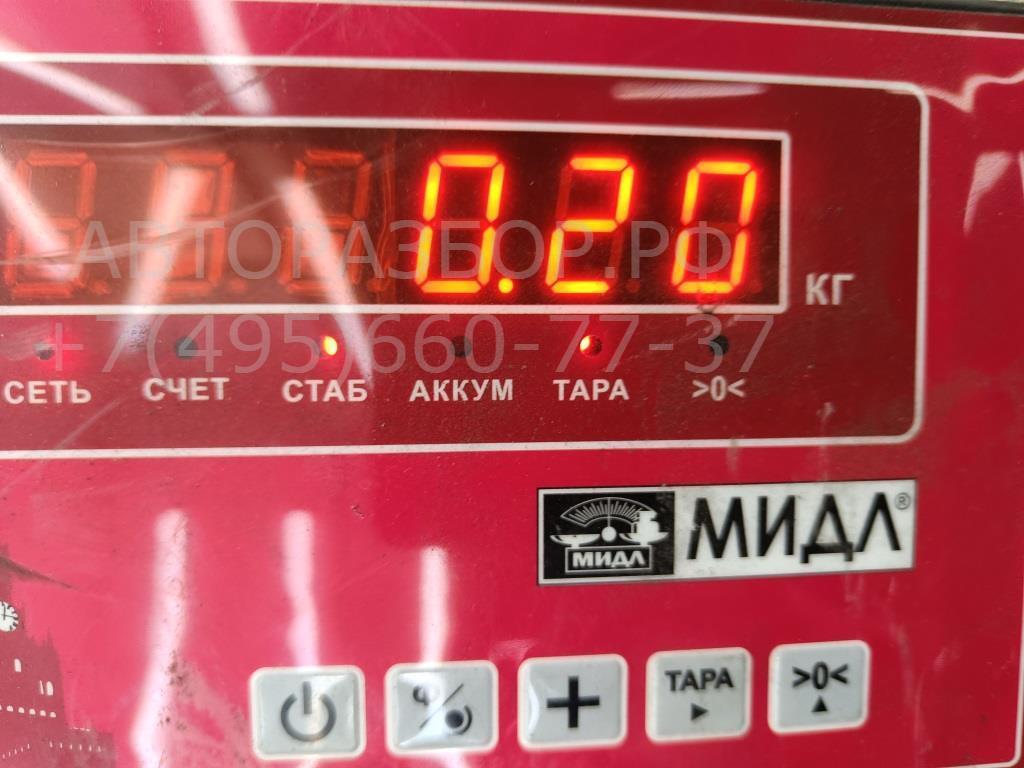 0.20
КГ
АВТОРАЗБОР.РФ
+7(495)660-77-37
СЕТЬ СЧЕТ СТАБ АККУМ ТАРА >0<
МИДЛ МИДЛ®
ТАРА >0<